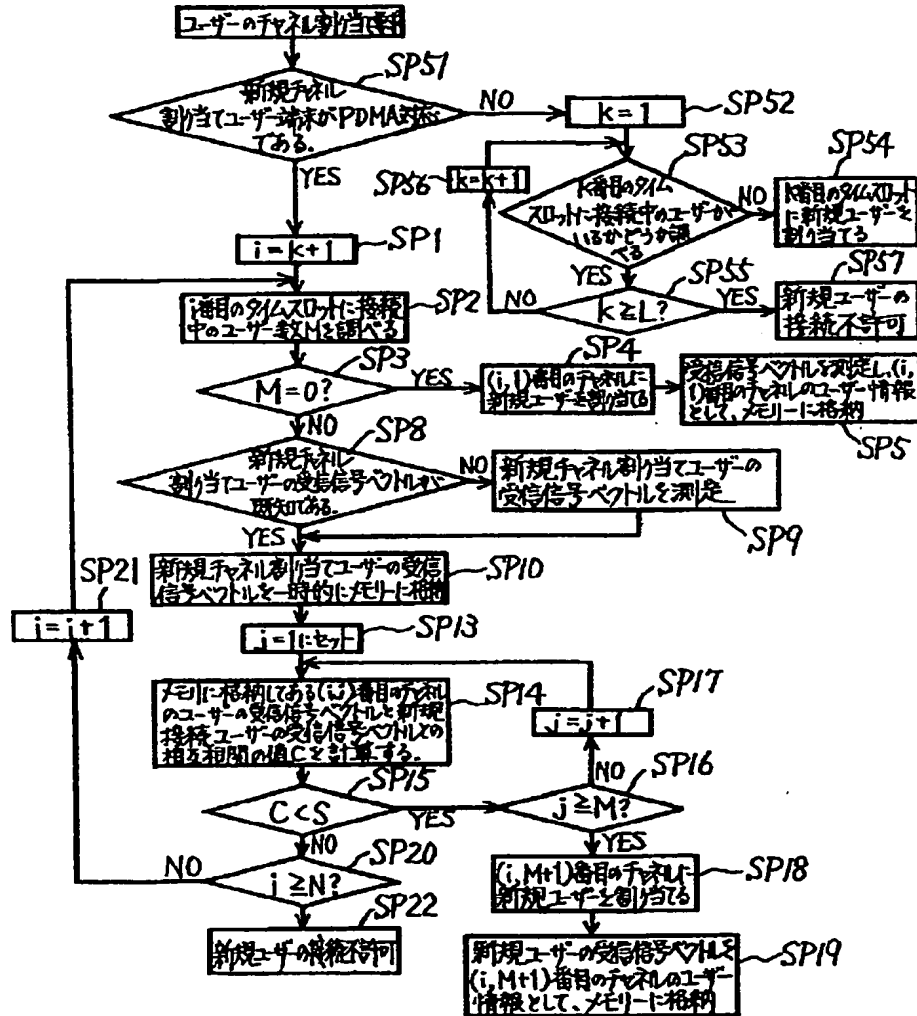 ユーザーのチャネル割り当て要求
SP51
新規チャネル
割り当てユーザー端末がPDMA対応
である.
NO
YES
k=1
SP52
SP53
k番目のタイム
スロットに接続中のユーザーが
いるかどうか調
べる
NO
YES
SP54
k番目のタイムスロット
に新規ユーザーを
割り当てる
SP56
k=k+1
SP55
k≧L?
NO
YES
SP57
新規ユーザーの
接続不許可
i=k+1
SP1
i番目のタイムスロットに接続
中のユーザー数Mを調べる
SP2
SP3
M=0?
YES
NO
SP4
(i,1)番目のチャネルに
新規ユーザーを割り当てる
受信信号ベクトルを測定し,(i,
1)番目のチャネルのユーザー情報
として、メモリーに格納
SP5
SP8
新規チャネル
割り当てユーザーの受信信号ベクトルが
既知である.
NO
YES
新規チャネル割り当てユーザーの
受信信号ベクトルを測定
SP9
新規チャネル割り当てユーザーの受信
信号ベクトルを一時的にメモリーに格納
SP10
SP21
i=i+1
j=1にセット
SP13
メモリに格納してある(i,j)番目のチャネル
のユーザーの受信信号ベクトルと新規
接続ユーザーの受信信号ベクトルとの
相互相関の値Cを計算する.
SP14
SP17
j=j+1
SP15
C<S
YES
NO
SP16
j≧M?
NO
YES
SP20
i≧N?
NO
SP22
新規ユーザーの接続不許可
(i,M+1)番目のチャネルに
新規ユーザーを割り当てる
SP18
新規ユーザーの受信信号ベクトルを
(i,M+1)番目のチャネルのユーザー
情報として、メモリーに格納
SP19